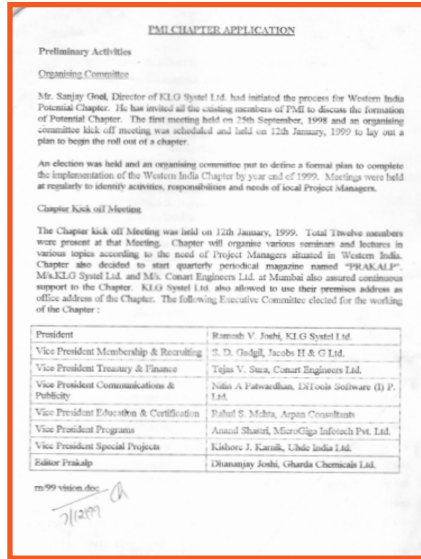 PMI CHAPTER APPLICATION
Preliminary Activities
Organising Committee
Mr. Sanjay Goel, Director of KLG Systel Ltd. had initiated the process for Western India
Potential Chapter. He has invited all the existing members of PMI to discuss the formation
of Potential Chapter. The first meeting held on 25th September, 1998 and an organising
committee kick off meeting was scheduled and held on 12th January, 1999 to lay out a
plan to begin the roll out of a chapter.
An election was held and an organising committee put to define a formal plan to complete
the implementation of the Western India Chapter by year end of 1999. Meetings were held
at regularly to identify activities, responsibilities and needs of local Project Managers.
Chapter Kick off Meeting
The Chapter kick off Meeting was held on 12th January, 1999. Total Twelve members
were present at that Meeting. Chapter will organise various seminars and lectures in
various topics according to the need of Project Managers situated in Western India.
Chapter also decided to start quarterly periodical magazine named "PRAKALP".
M/s.KLG Systel Ltd. and M/s. Conart Engineers Ltd. at Mumbai also assured continuous
support to the Chapter. KLG Systel Ltd. also allowed to use their premises address as
office address of the Chapter. The following Executive Committee elected for the working
of the Chapter :
President Ramesh V. Joshi, KLG Systel Ltd.
Vice President Membership & Recruiting S. D. Gadgil, Jacobs H & G Ltd.
Vice President Treasury & Finance Tejas V. Sura, Conart Engineers Ltd.
Vice President Communications & Nitin A Patwardhan, DiTools Software (I) P.
Publicity Ltd.
Vice President Education & Certification Rahul S. Mehta, Arpan Consultants
Vice President Programs Anand Shastri, MicroGiga Infotech Pvt. Ltd.
Vice President Special Projects Kishore J. Karnik, Uhde India Ltd.
Editor Prakalp Dhananjay Joshi, Gharda Chemicals Ltd.
rn/99 vision.doc
7/12/99